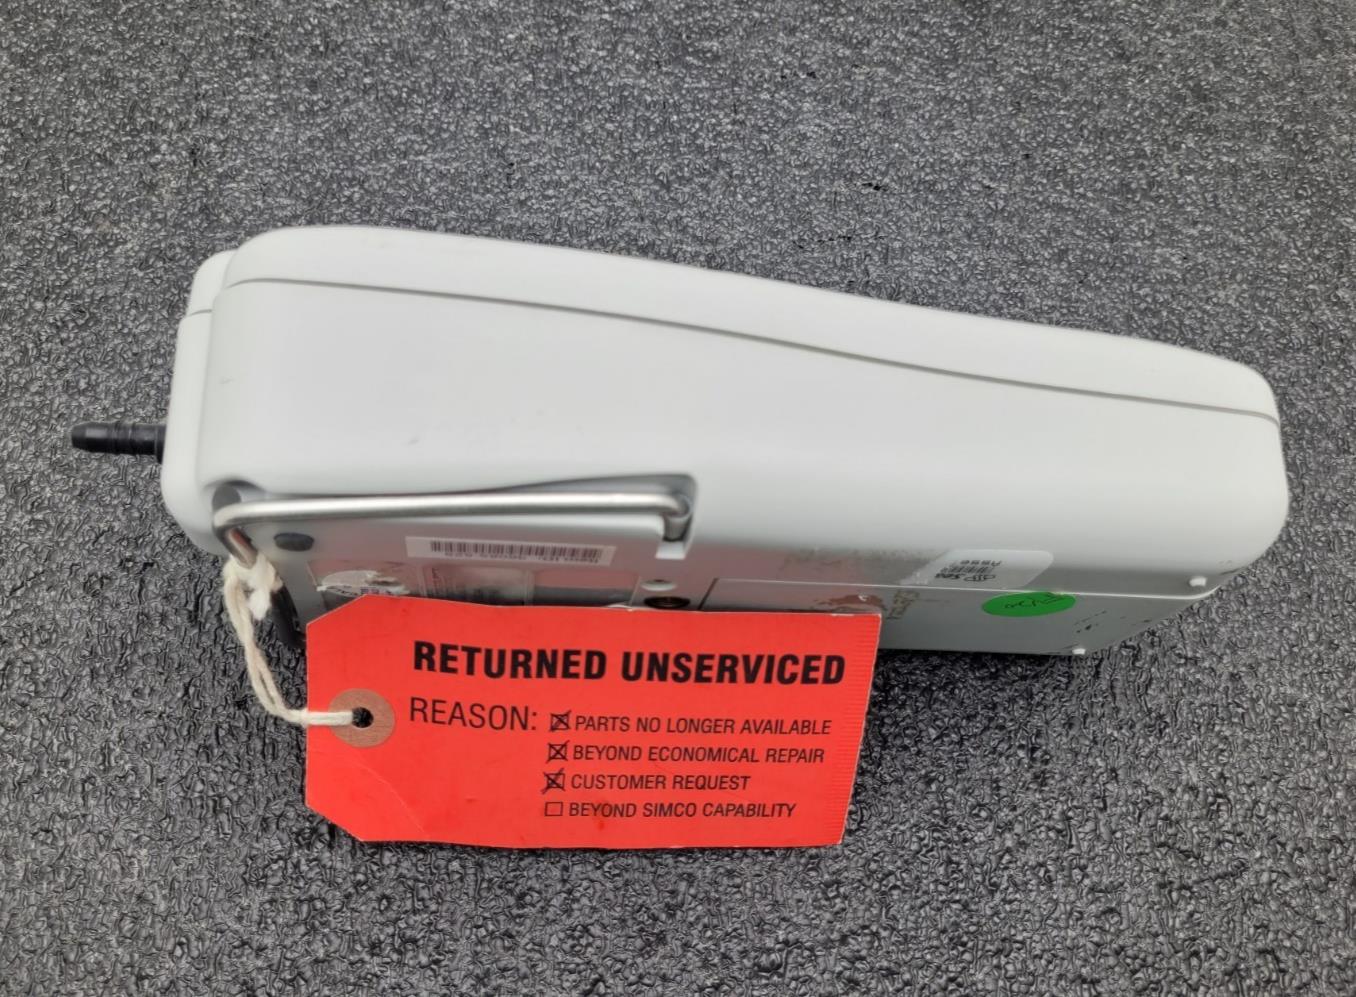 RETURNED UNSERVICED
REASON:
☒ PARTS NO LONGER AVAILABLE
☒ BEYOND ECONOMICAL REPAIR
☒ CUSTOMER REQUEST
☐ BEYOND SIMCO CAPABILITY